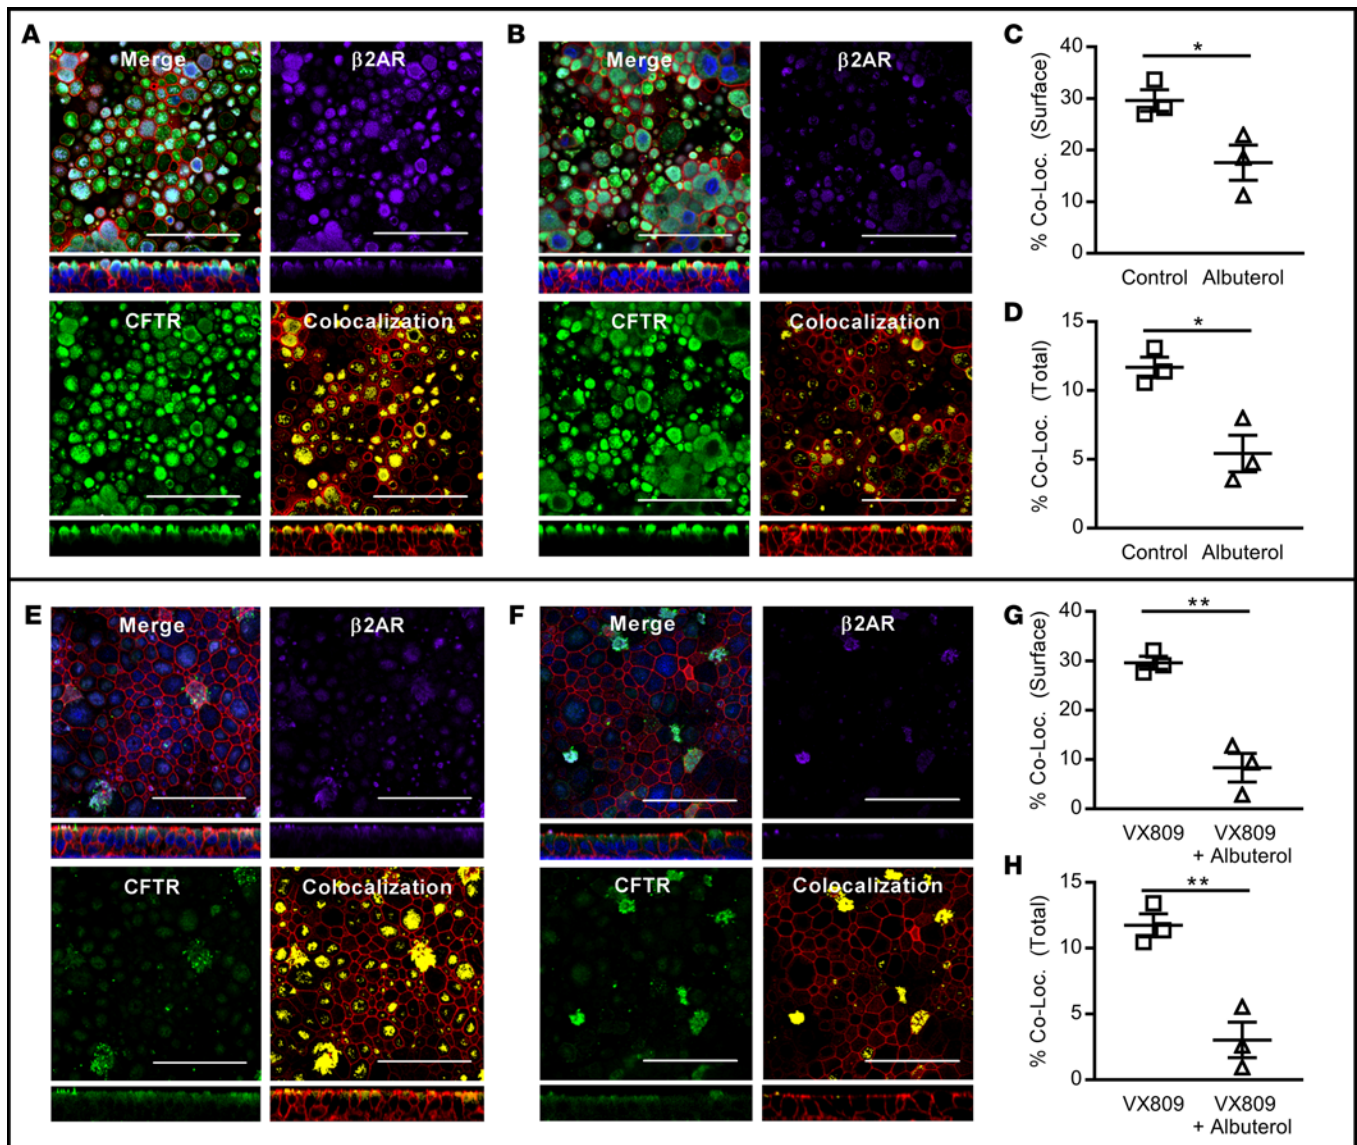 A
Merge
β2AR
CFTR
Colocalization
B
Merge
β2AR
CFTR
Colocalization
C
% Co-Loc. (Surface)
40
30
20
10
0
*
Control
Albuterol
D
% Co-Loc. (Total)
15
10
5
0
*
Control
Albuterol
E
Merge
β2AR
CFTR
Colocalization
F
Merge
β2AR
CFTR
Colocalization
G
% Co-Loc. (Surface)
40
30
20
10
0
**
VX809
VX809
+ Albuterol
H
% Co-Loc. (Total)
15
10
5
0
**
VX809
VX809
+ Albuterol